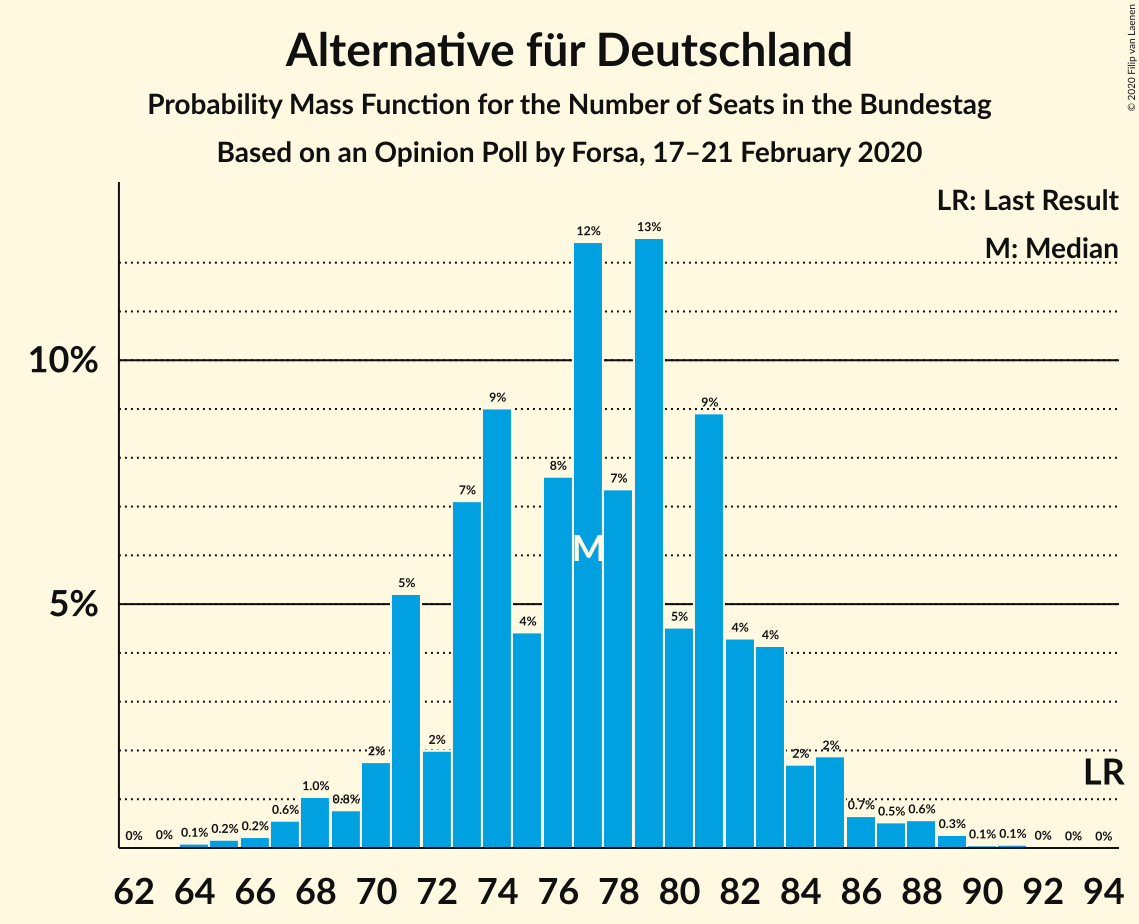 © 2020 Filip van Laenen
Alternative für Deutschland
Probability Mass Function for the Number of Seats in the Bundestag
Based on an Opinion Poll by Forsa, 17–21 February 2020
LR: Last Result
M: Median
10%
5%
0% 0% 0.1% 0.2% 0.2% 0.6% 1.0% 0.8% 2% 5% 2% 7% 9% 4% 8% 12% 7% 13% 5% 9% 4% 4% 2% 2% 0.7% 0.5% 0.6% 0.3% 0.1% 0.1% 0% 0% 0%
M
LR
62 64 66 68 70 72 74 76 78 80 82 84 86 88 90 92 94